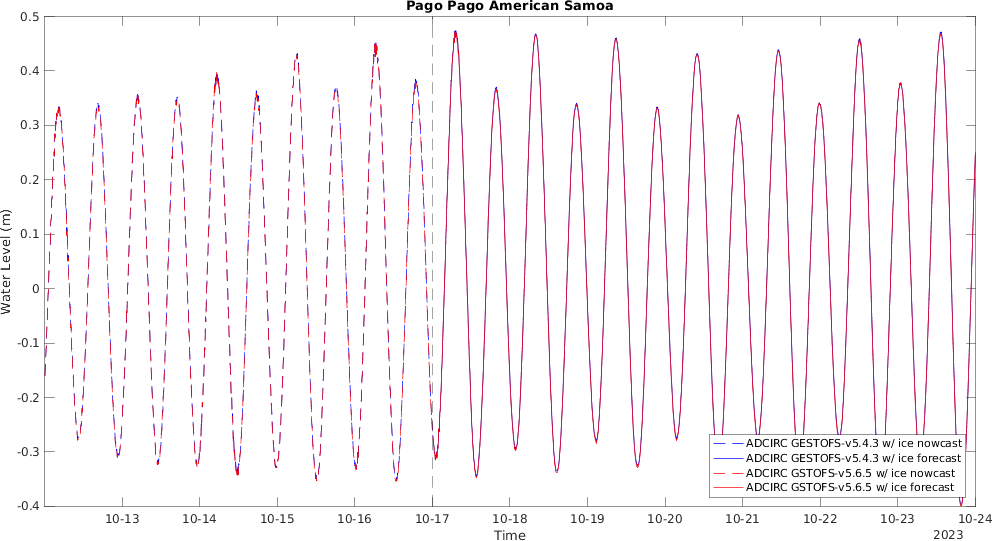 Pago Pago American Samoa
0.5
0.4
0.3
0.2
0.1
0
-0.1
-0.2
-0.3
-0.4
Water Level (m)
ADCIRC GESTOFS-v5.4.3 w/ ice nowcast
ADCIRC GESTOFS-v5.4.3 w/ ice forecast
ADCIRC GSTOFS-v5.6.5 w/ ice nowcast
ADCIRC GSTOFS-v5.6.5 w/ ice forecast
10-13 10-14 10-15 10-16 10-17 10-18 10-19 10-20 10-21 10-22 10-23 10-24
Time
2023